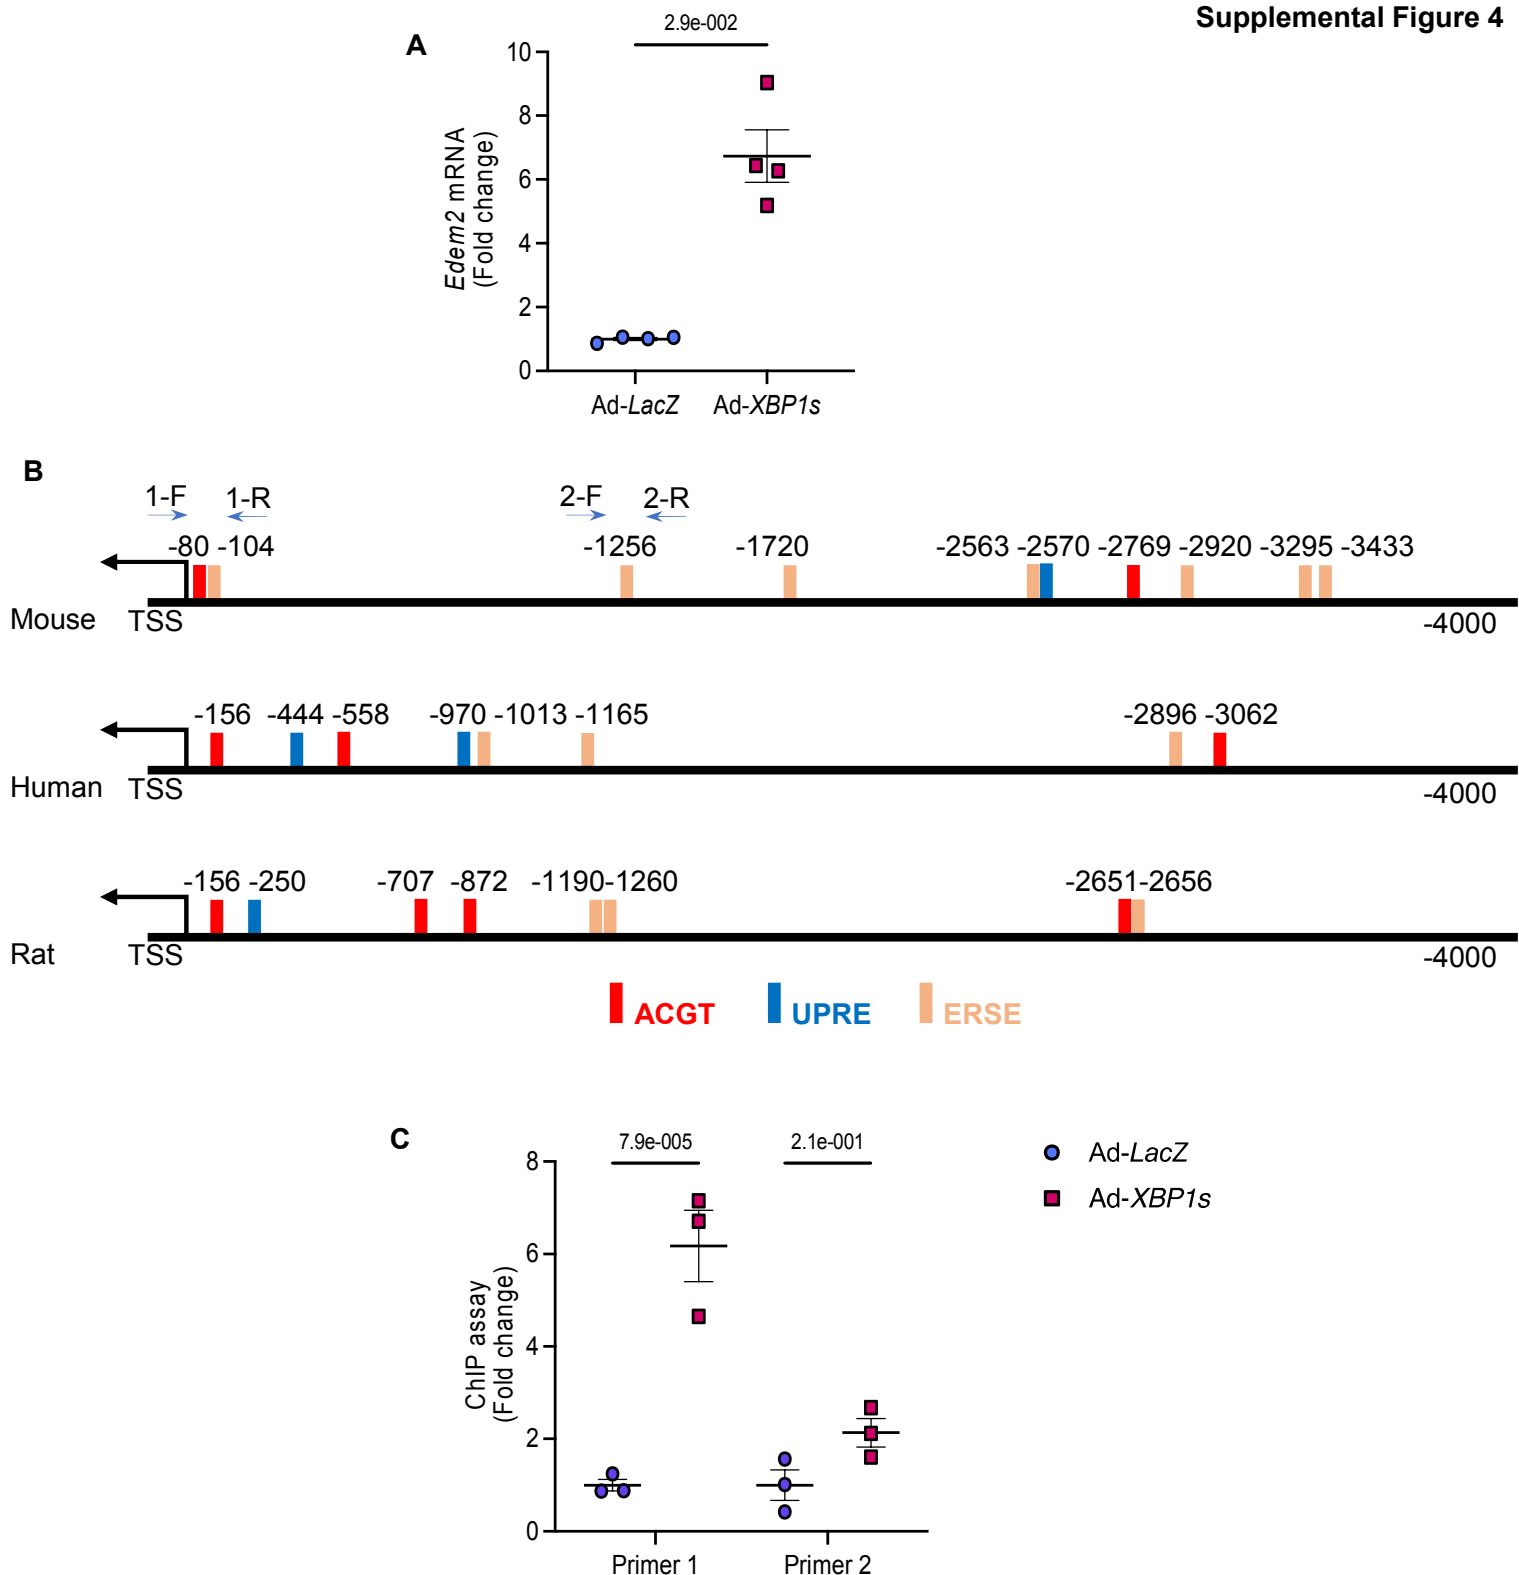 Supplemental Figure 4
A
2.9e-002
10
8
6
4
2
0
Edem2 mRNA
(Fold change)
Ad-LacZ Ad-XBP1s
B
1-F 1-R 2-F 2-R
-80 -104 -1256 -1720 -2563 -2570 -2769 -2920 -3295 -3433
Mouse TSS -4000
-156 -444 -558 -970 -1013 -1165 -2896 -3062
Human TSS -4000
-156 -250 -707 -872 -1190 -1260 -2651 -2656
Rat TSS -4000
ACGT UPRE ERSE
C
7.9e-005 2.1e-001
8
6
4
2
0
ChIP assay
(Fold change)
Primer 1 Primer 2
Ad-LacZ
Ad-XBP1s